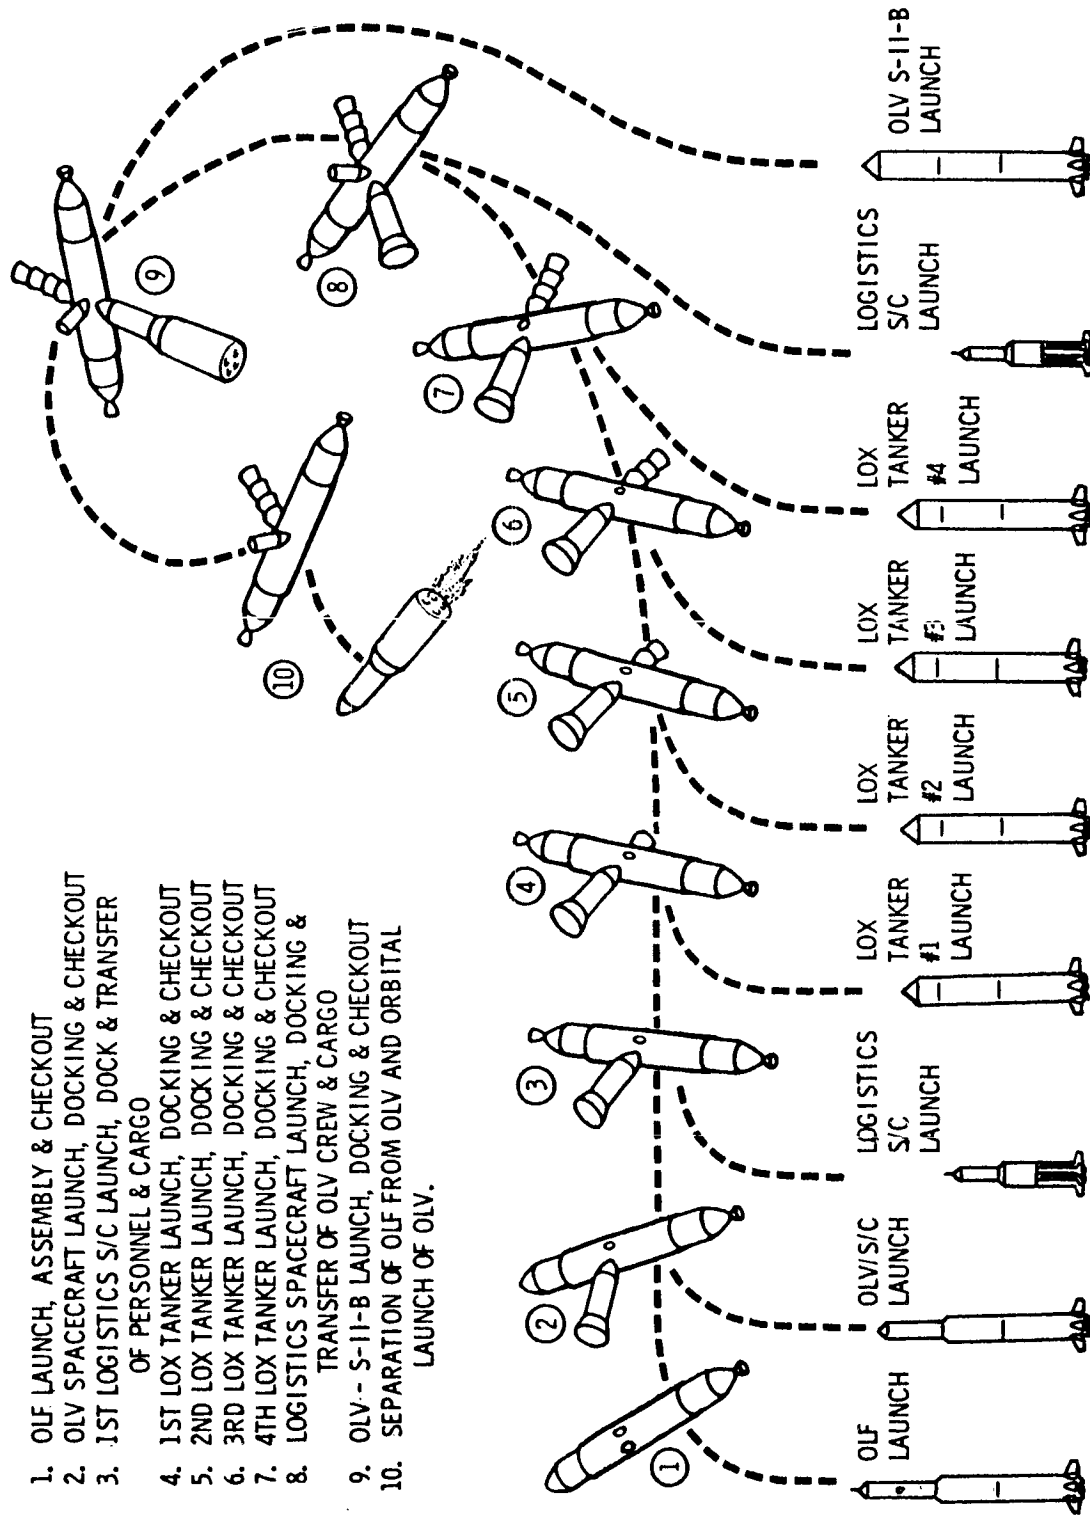 1. OLF LAUNCH, ASSEMBLY & CHECKOUT
2. OLV SPACECRAFT LAUNCH, DOCKING & CHECKOUT
3. 1ST LOGISTICS S/C LAUNCH, DOCK & TRANSFER
OF PERSONNEL & CARGO
4. 1ST LOX TANKER LAUNCH, DOCKING & CHECKOUT
5. 2ND LOX TANKER LAUNCH, DOCKING & CHECKOUT
6. 3RD LOX TANKER LAUNCH, DOCKING & CHECKOUT
7. 4TH LOX TANKER LAUNCH, DOCKING & CHECKOUT
8. LOGISTICS SPACECRAFT LAUNCH, DOCKING &
TRANSFER OF OLV CREW & CARGO
9. OLV - S-II-B LAUNCH, DOCKING & CHECKOUT
10. SEPARATION OF OLF FROM OLV AND ORBITAL
LAUNCH OF OLV.
1
2
3
4
5
6
7
8
9
10
OLF
LAUNCH
OLV/S/C
LAUNCH
LOGISTICS
S/C
LAUNCH
LOX
TANKER
#1
LAUNCH
LOX
TANKER
#2
LAUNCH
LOX
TANKER
#3
LAUNCH
LOX
TANKER
#4
LAUNCH
LOGISTICS
S/C
LAUNCH
OLV S-II-B
LAUNCH